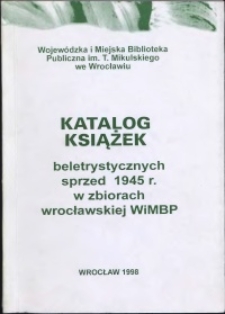 Wojewódzka i Miejska Biblioteka
Publiczna im. T. Mikulskiego
we Wrocławiu
KATALOG
KSIĄŻEK
beletrystycznych
sprzed 1945 r.
w zbiorach
wrocławskiej WiMBP
WROCŁAW 1998